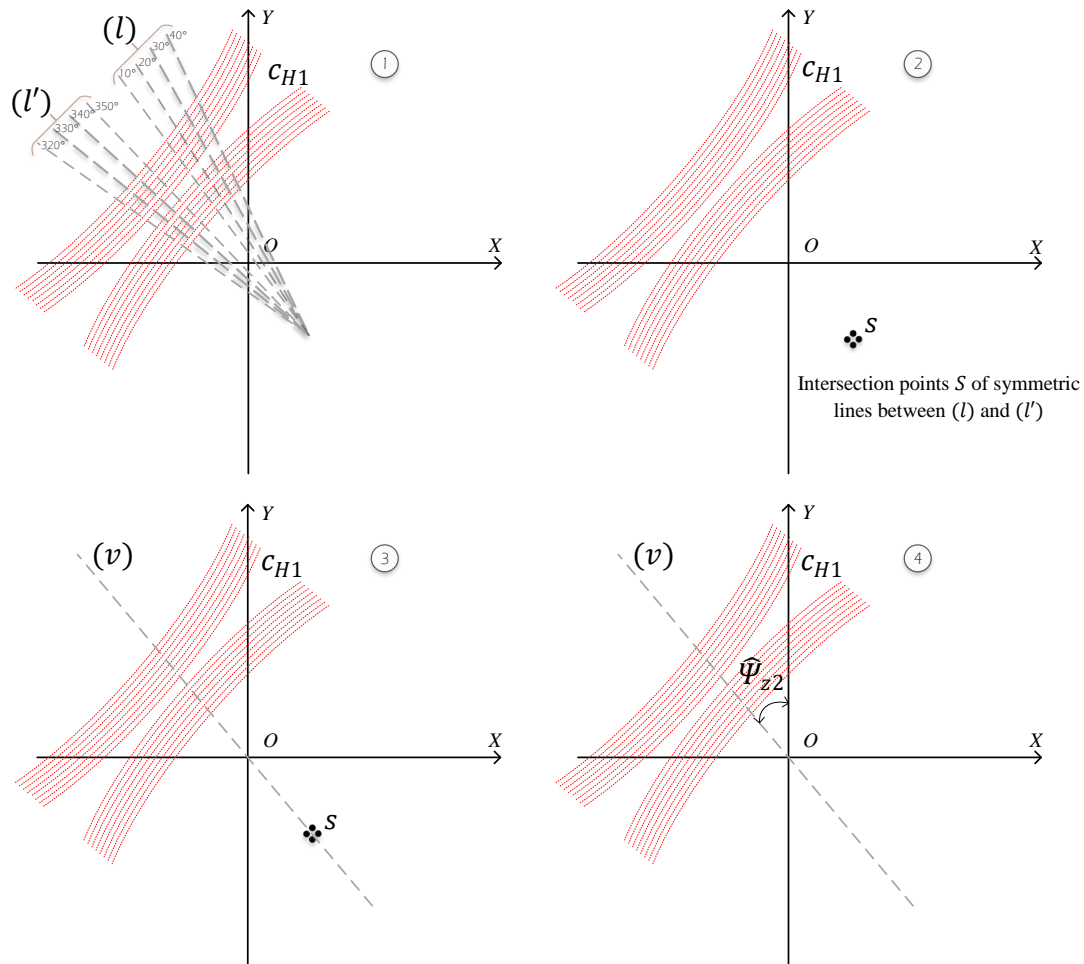 Y
(l)
40°
30°
20°
10°
1
c_{H1}
(l')
350°
340°
330°
320°
O
X
Y
2
c_{H1}
O
X
s
Intersection points S of symmetric
lines between (l) and (l')
Y
(v)
3
c_{H1}
O
X
s
Y
(v)
4
c_{H1}
\hat{Ψ}_{z2}
O
X